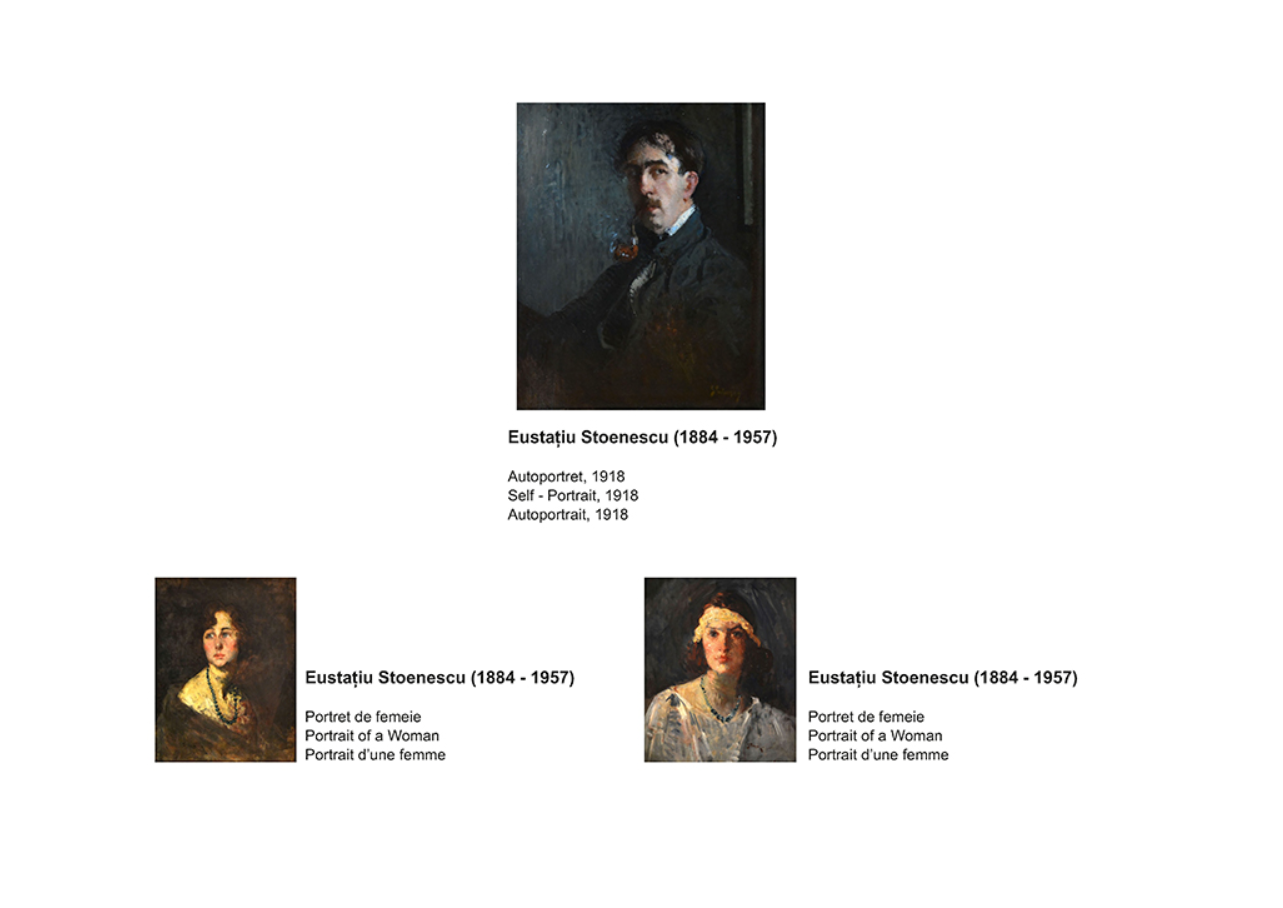 Eustațiu Stoenescu (1884 - 1957)
Autoportret, 1918
Self - Portrait, 1918
Autoportrait, 1918
Eustațiu Stoenescu (1884 - 1957)
Portret de femeie
Portrait of a Woman
Portrait d’une femme
Eustațiu Stoenescu (1884 - 1957)
Portret de femeie
Portrait of a Woman
Portrait d’une femme